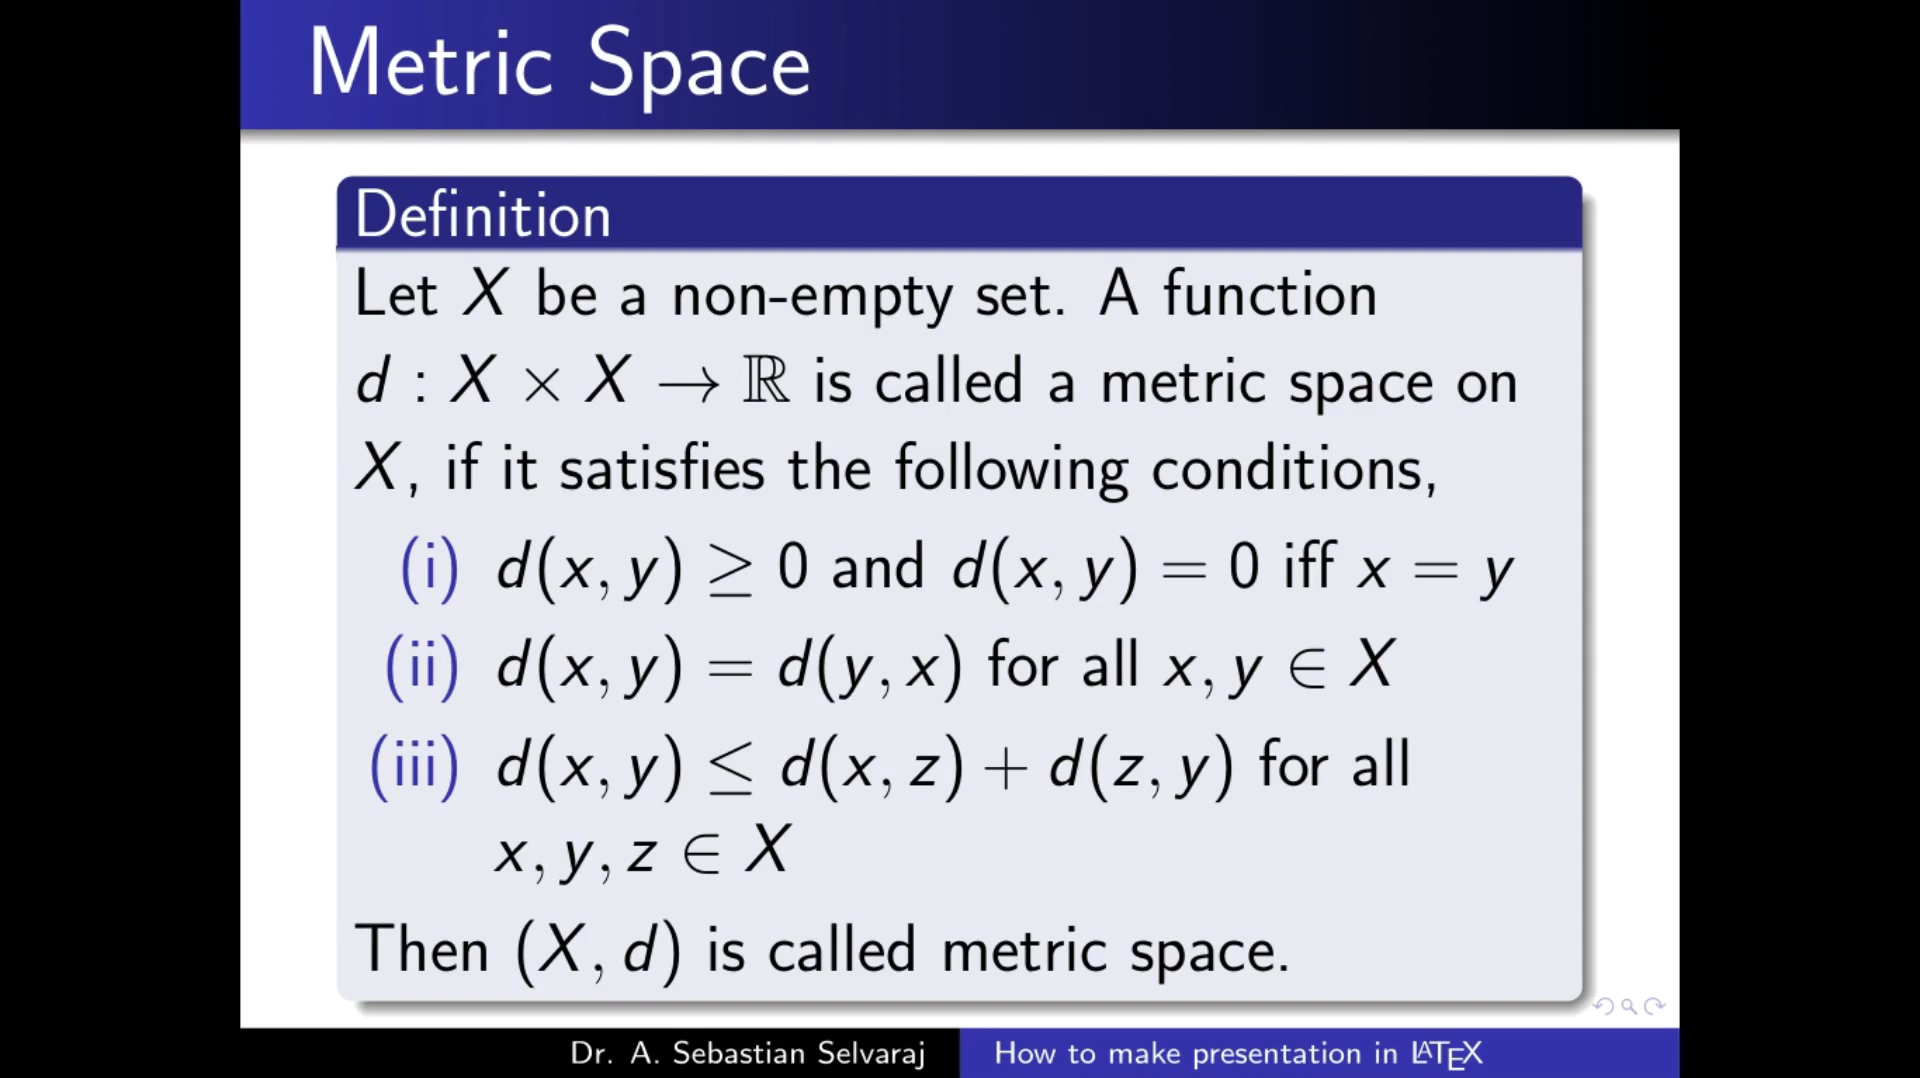 Metric Space
Definition
Let X be a non-empty set. A function
d : X × X → ℝ is called a metric space on
X, if it satisfies the following conditions,
(i) d(x, y) ≥ 0 and d(x, y) = 0 iff x = y
(ii) d(x, y) = d(y, x) for all x, y ∈ X
(iii) d(x, y) ≤ d(x, z) + d(z, y) for all
x, y, z ∈ X
Then (X, d) is called metric space.
Dr. A. Sebastian Selvaraj How to make presentation in LATEX